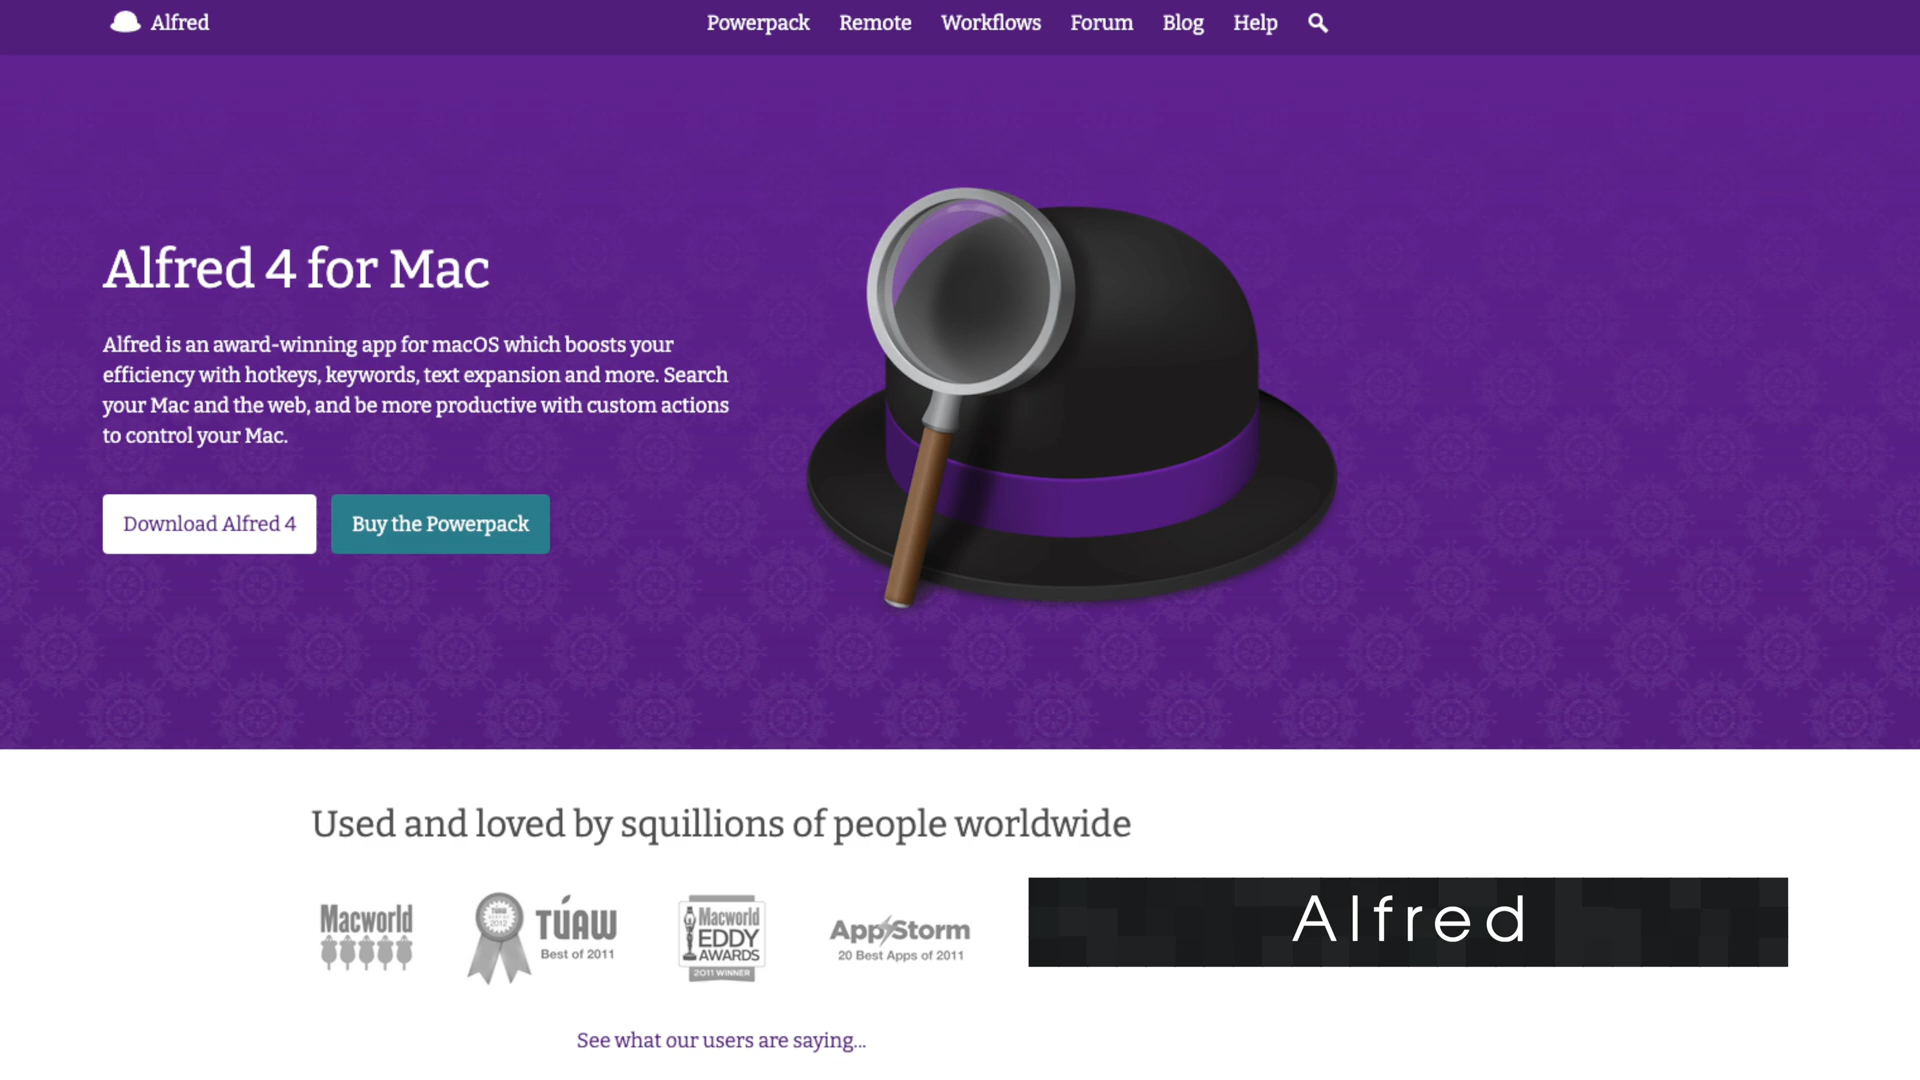 Alfred
Powerpack Remote Workflows Forum Blog Help
Alfred 4 for Mac
Alfred is an award-winning app for macOS which boosts your
efficiency with hotkeys, keywords, text expansion and more. Search
your Mac and the web, and be more productive with custom actions
to control your Mac.
Download Alfred 4
Buy the Powerpack
Used and loved by squillions of people worldwide
Macworld
TUAW
2012
TÚAW
Best of 2011
Macworld
EDDY
AWARDS
2011 WINNER
AppStorm
20 Best Apps of 2011
Alfred
See what our users are saying...